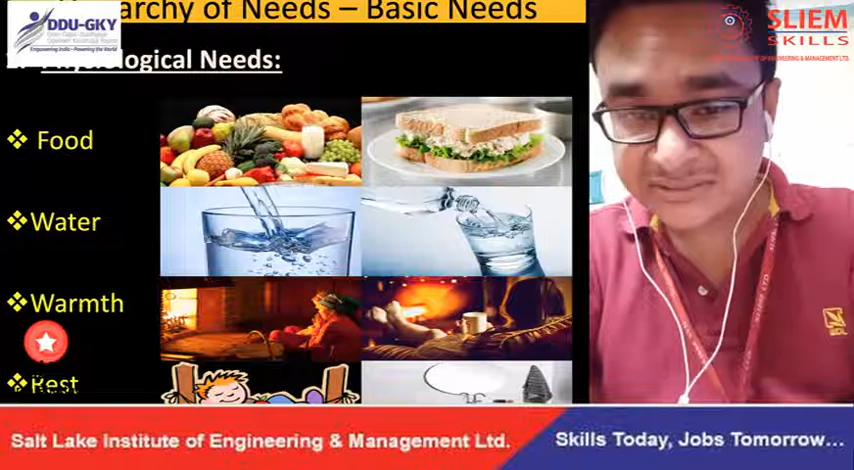 archy of Needs – Basic Needs
DDU-GKY
Empowering India - Powering the World
SLIEM
SKILLS
Physiological Needs:
❖ Food
❖Water
❖Warmth
❖Rest
Salt Lake Institute of Engineering & Management Ltd.
Skills Today, Jobs Tomorrow...